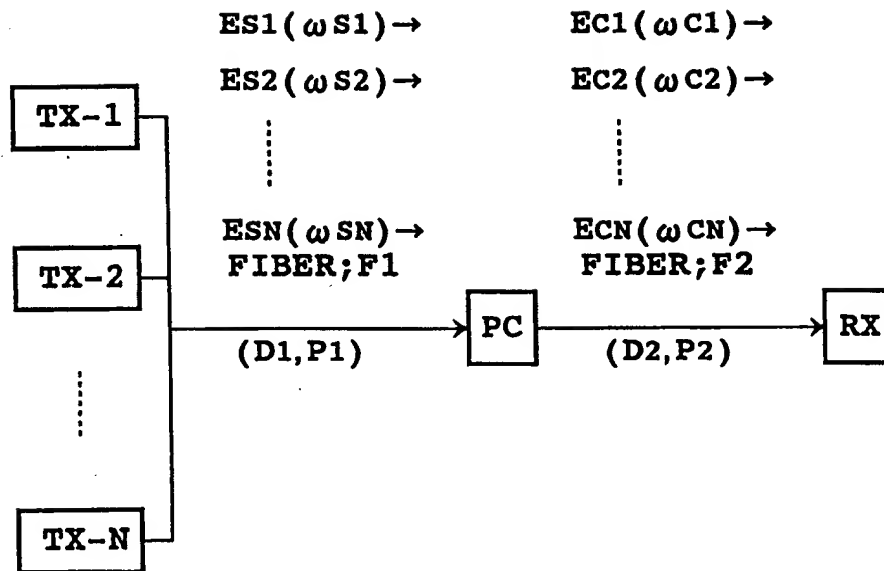 ES1(ωS1)→ EC1(ωC1)→
ES2(ωS2)→ EC2(ωC2)→
TX-1
ESN(ωSN)→ ECN(ωCN)→
TX-2 FIBER;F1 FIBER;F2
PC RX
(D1,P1) (D2,P2)
TX-N